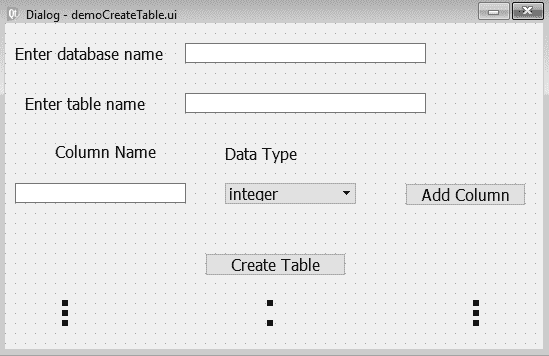 Dialog - demoCreateTable.ui
Enter database name
Enter table name
Column Name
Data Type
integer
Add Column
Create Table